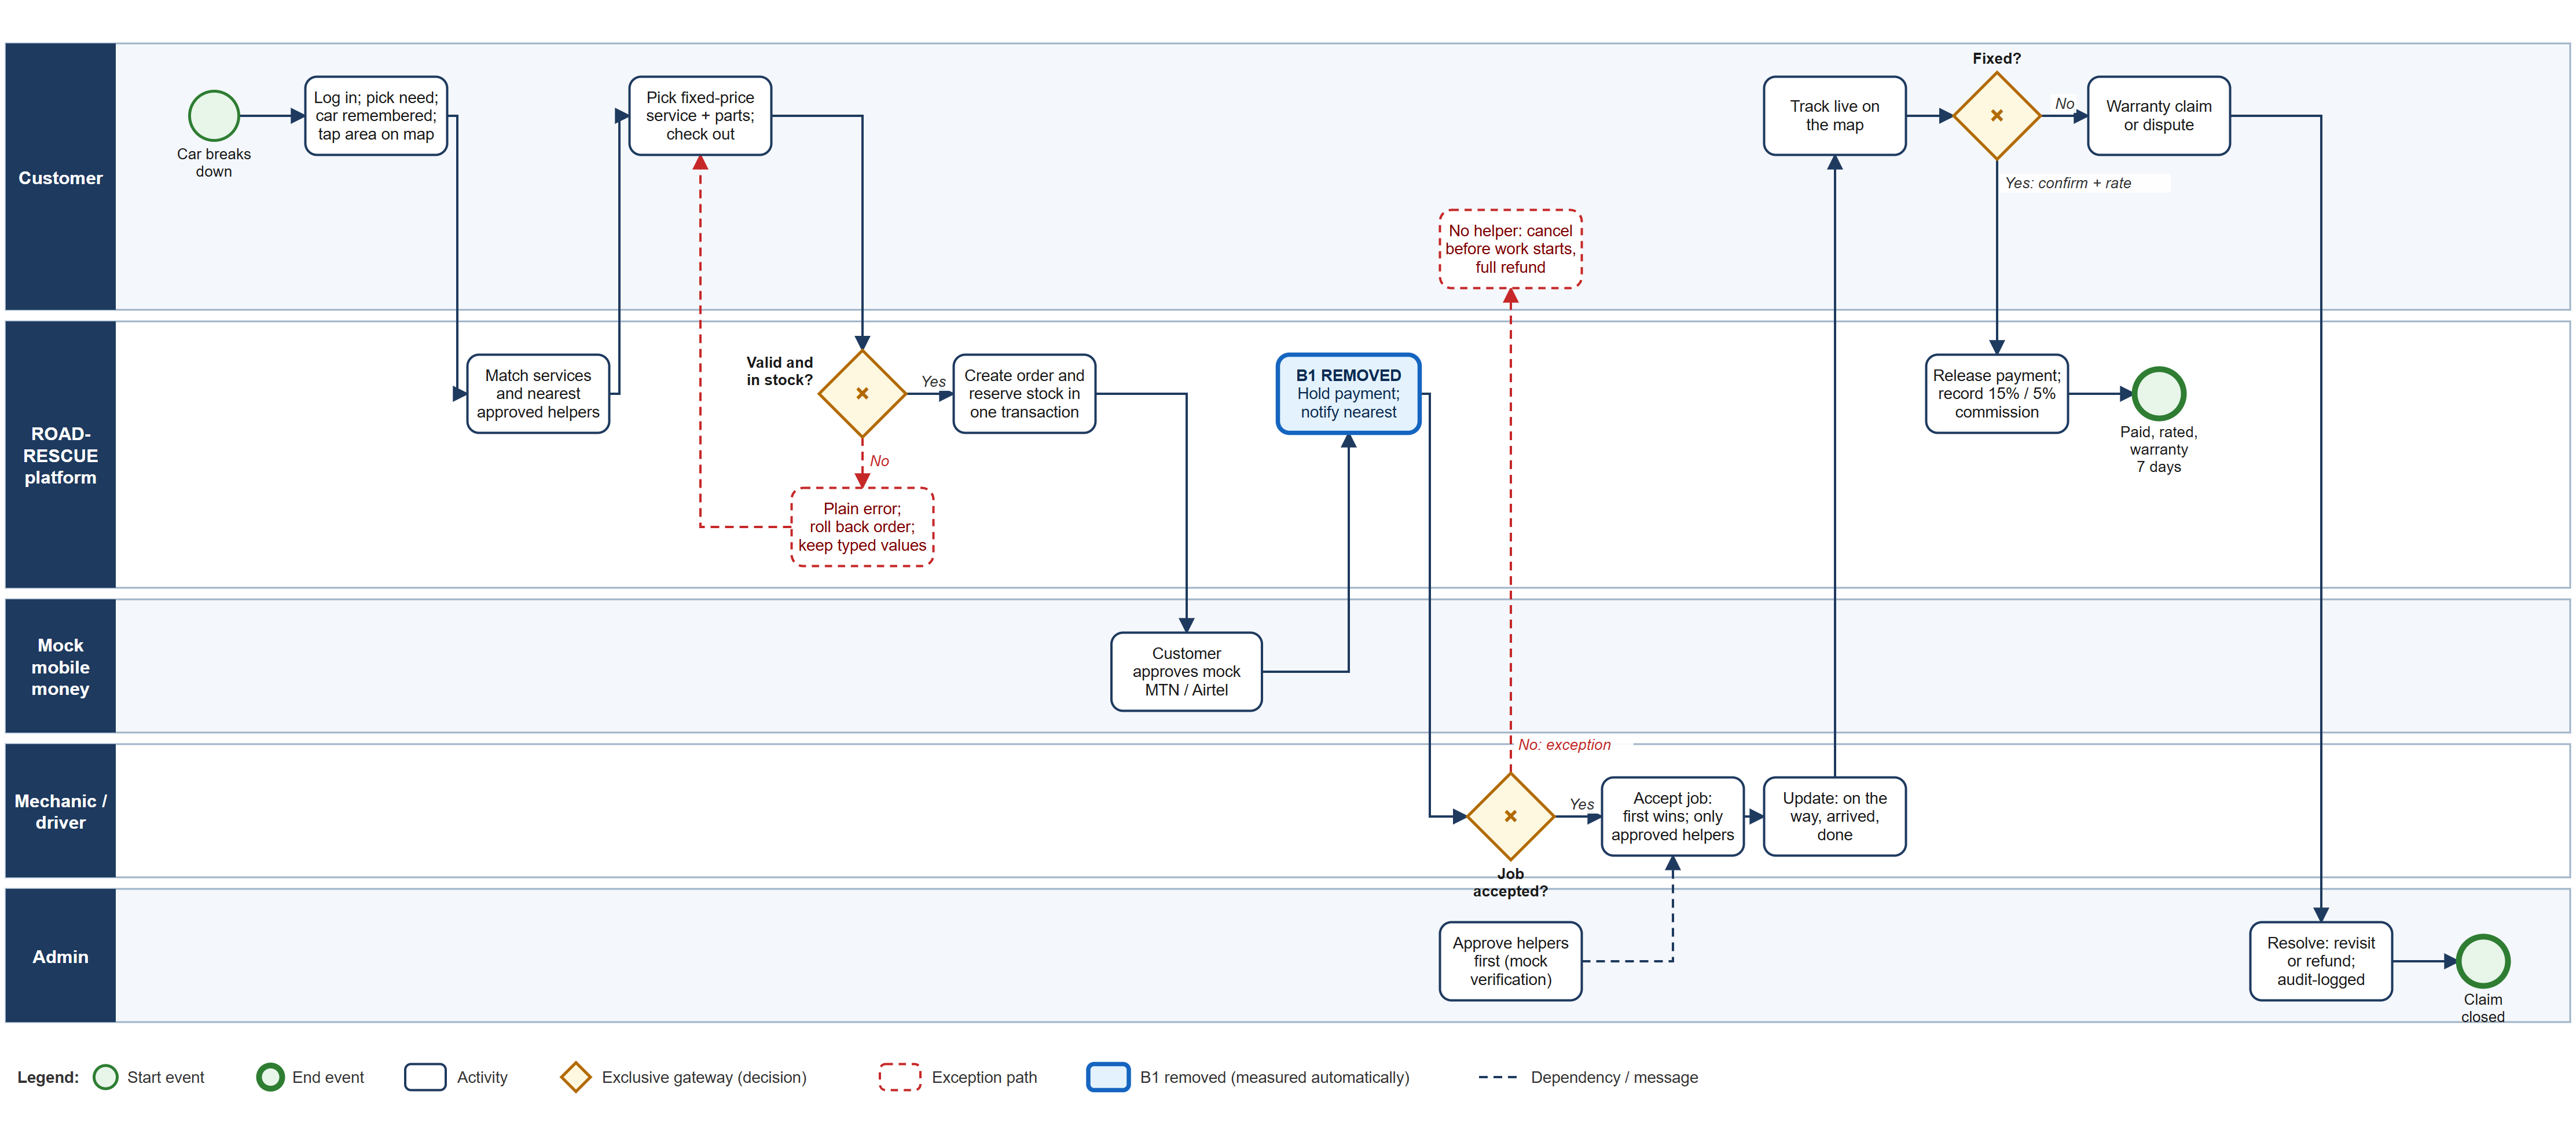 Customer
Car breaks
down
Log in; pick need;
car remembered;
tap area on map
Pick fixed-price
service + parts;
check out
No helper: cancel
before work starts,
full refund
Track live on
the map
Fixed?
No
Yes: confirm + rate
Warranty claim
or dispute
ROAD-
RESCUE
platform
Match services
and nearest
approved helpers
Valid and
in stock?
Yes
No
Plain error;
roll back order;
keep typed values
Create order and
reserve stock in
one transaction
B1 REMOVED
Hold payment;
notify nearest
Release payment;
record 15% / 5%
commission
Paid, rated,
warranty
7 days
Mock
mobile
money
Customer
approves mock
MTN / Airtel
Mechanic /
driver
No: exception
Job
accepted?
Yes
Accept job:
first wins; only
approved helpers
Update: on the
way, arrived,
done
Admin
Approve helpers
first (mock
verification)
Resolve: revisit
or refund;
audit-logged
Claim
closed
Legend:
Start event
End event
Activity
Exclusive gateway (decision)
Exception path
B1 removed (measured automatically)
Dependency / message